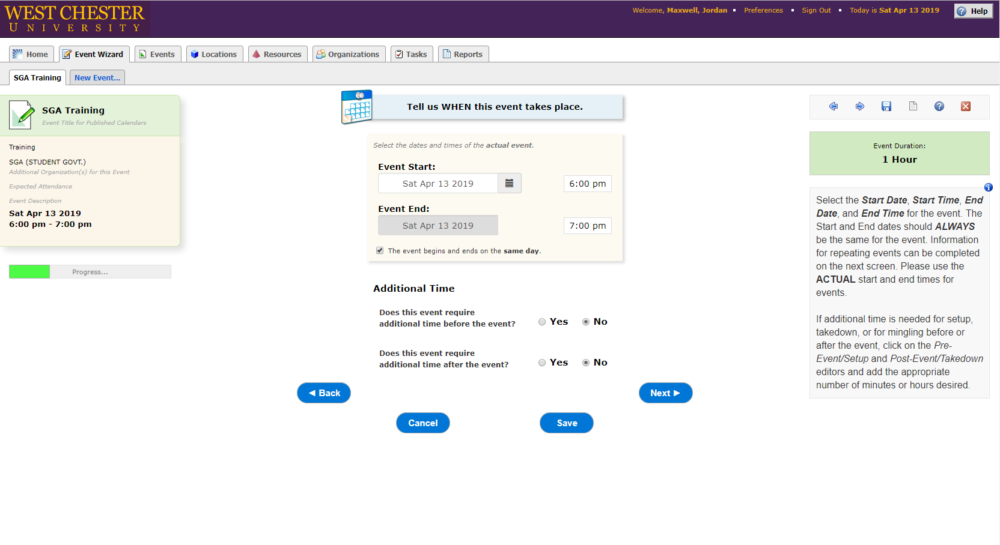 WEST CHESTER
UNIVERSITY
Welcome, Maxwell, Jordan ▪ Preferences ▪ Sign Out ▪ Today is Sat Apr 13 2019
Help
Home
Event Wizard
Events
Locations
Resources
Organizations
Tasks
Reports
SGA Training
New Event...
SGA Training
Event Title for Published Calendars
Training
SGA (STUDENT GOVT.)
Additional Organization(s) for this Event
Expected Attendance
Event Description
Sat Apr 13 2019
6:00 pm - 7:00 pm
Progress...
Tell us WHEN this event takes place.
Select the dates and times of the actual event.
Event Start:
Sat Apr 13 2019
6:00 pm
Event End:
Sat Apr 13 2019
7:00 pm
The event begins and ends on the same day.
Additional Time
Does this event require
additional time before the event?
Yes
No
Does this event require
additional time after the event?
Yes
No
◄ Back
Next ►
Cancel
Save
Event Duration:
1 Hour
Select the Start Date, Start Time, End
Date, and End Time for the event. The
Start and End dates should ALWAYS
be the same for the event. Information
for repeating events can be completed
on the next screen. Please use the
ACTUAL start and end times for
events.
If additional time is needed for setup,
takedown, or for mingling before or
after the event, click on the Pre-
Event/Setup and Post-Event/Takedown
editors and add the appropriate
number of minutes or hours desired.